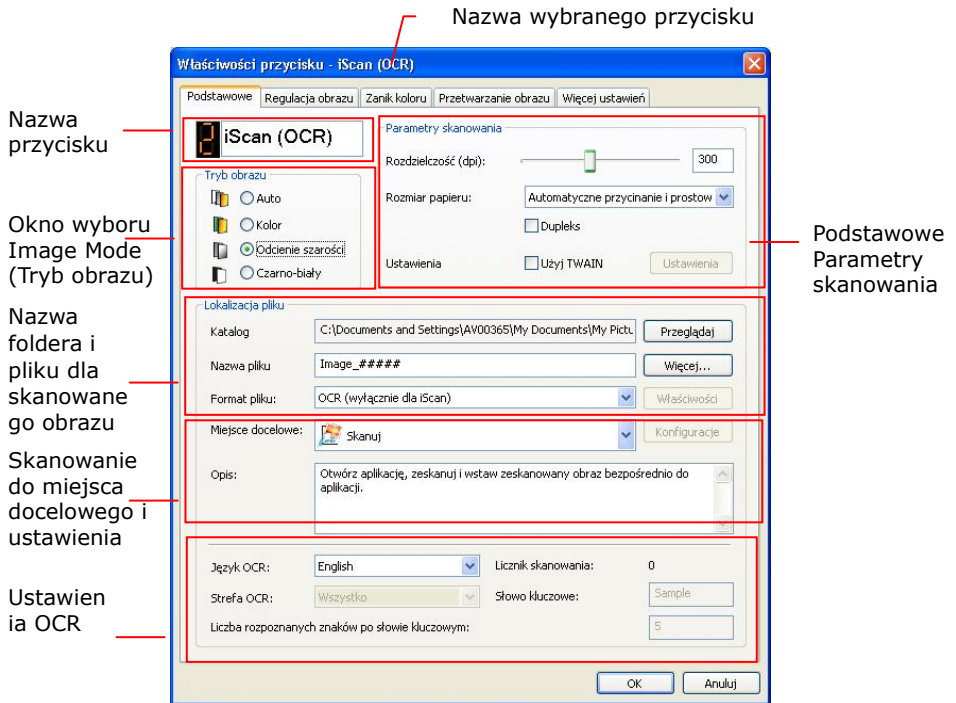 Nazwa wybranego przycisku
Właściwości przycisku - iScan (OCR)
Podstawowe Regulacja obrazu Zanik koloru Przetwarzanie obrazu Więcej ustawień
Nazwa
przycisku
2 iScan (OCR)
Tryb obrazu
Auto
Kolor
Odcienie szarości
Czarno-biały
Okno wyboru
Image Mode
(Tryb obrazu)
Parametry skanowania
Rozdzielczość (dpi): 300
Rozmiar papieru: Automatyczne przycinanie i prostow
Dupleks
Ustawienia Użyj TWAIN Ustawienia
Podstawowe
Parametry
skanowania
Nazwa
foldera i
pliku dla
skanowane
go obrazu
Lokalizacja pliku
Katalog C:\Documents and Settings\AV00365\My Documents\My Pictu Przeglądaj
Nazwa pliku Image_##### Więcej...
Format pliku: OCR (wyłącznie dla iScan) Właściwości
Skanowanie
do miejsca
docelowego i
ustawienia
Miejsce docelowe: Skanuj Konfiguracje
Opis: Otwórz aplikację, zeskanuj i wstaw zeskanowany obraz bezpośrednio do
aplikacji.
Ustawien
ia OCR
Język OCR: English Licznik skanowania: 0
Strefa OCR: Wszystko Słowo kluczowe: Sample
Liczba rozpoznanych znaków po słowie kluczowym: 5
OK Anuluj